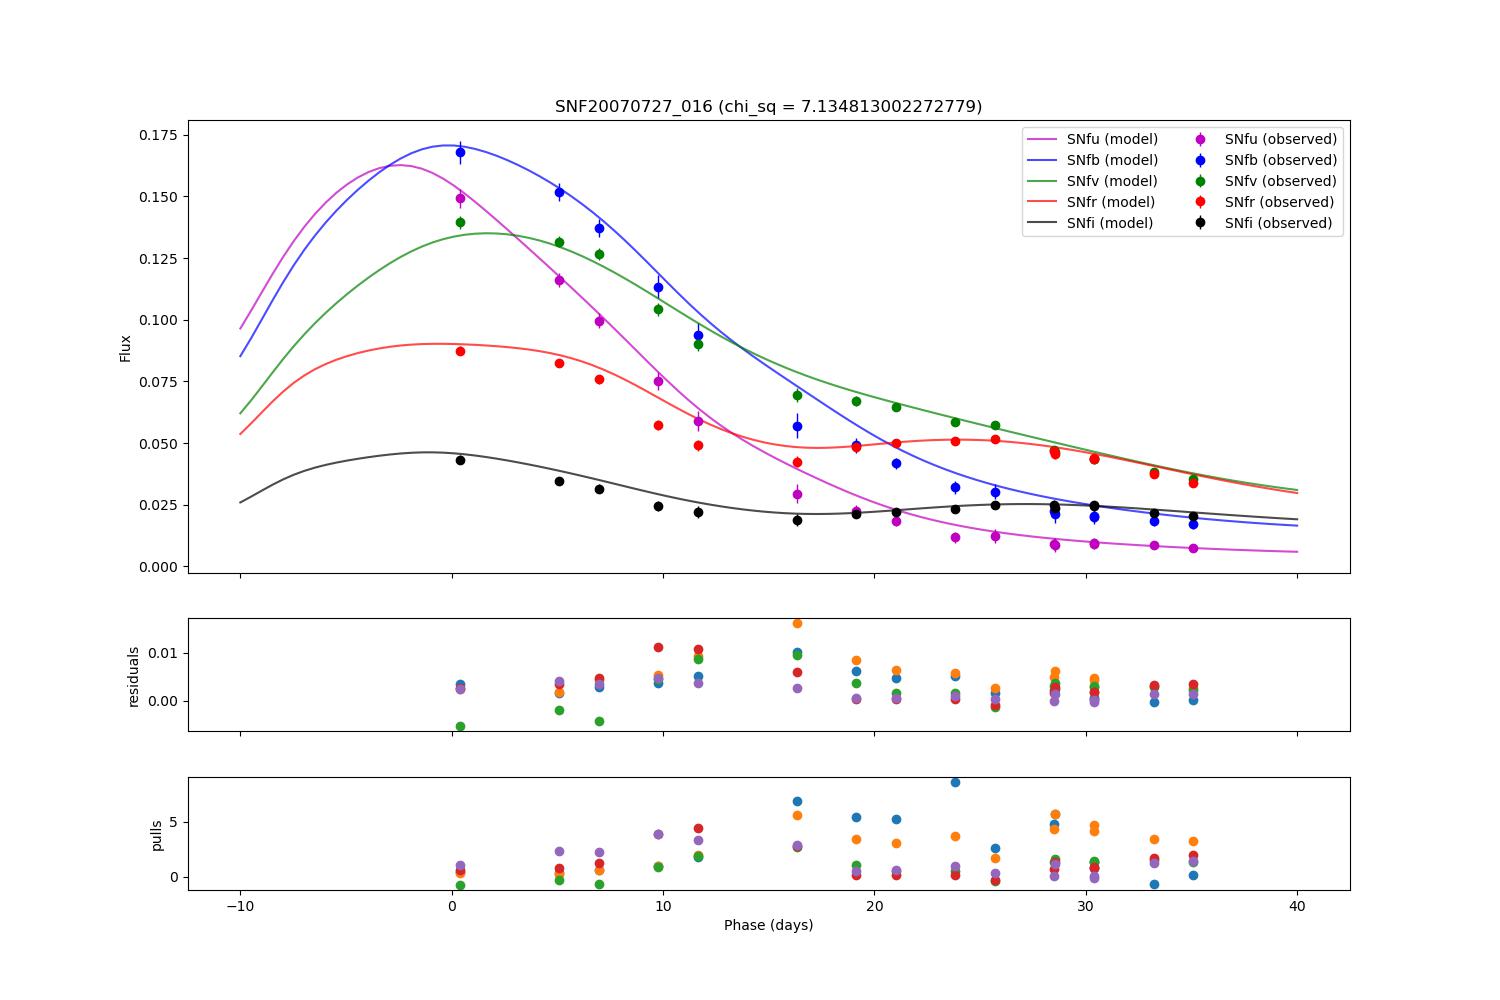 SNF20070727_016 (chi_sq = 7.134813002272779)
SNfu (model)
SNfb (model)
SNfv (model)
SNfr (model)
SNfi (model)
SNfu (observed)
SNfb (observed)
SNfv (observed)
SNfr (observed)
SNfi (observed)
Flux
0.175
0.150
0.125
0.100
0.075
0.050
0.025
0.000
residuals
0.01
0.00
pulls
5
0
−10
0
10
20
30
40
Phase (days)